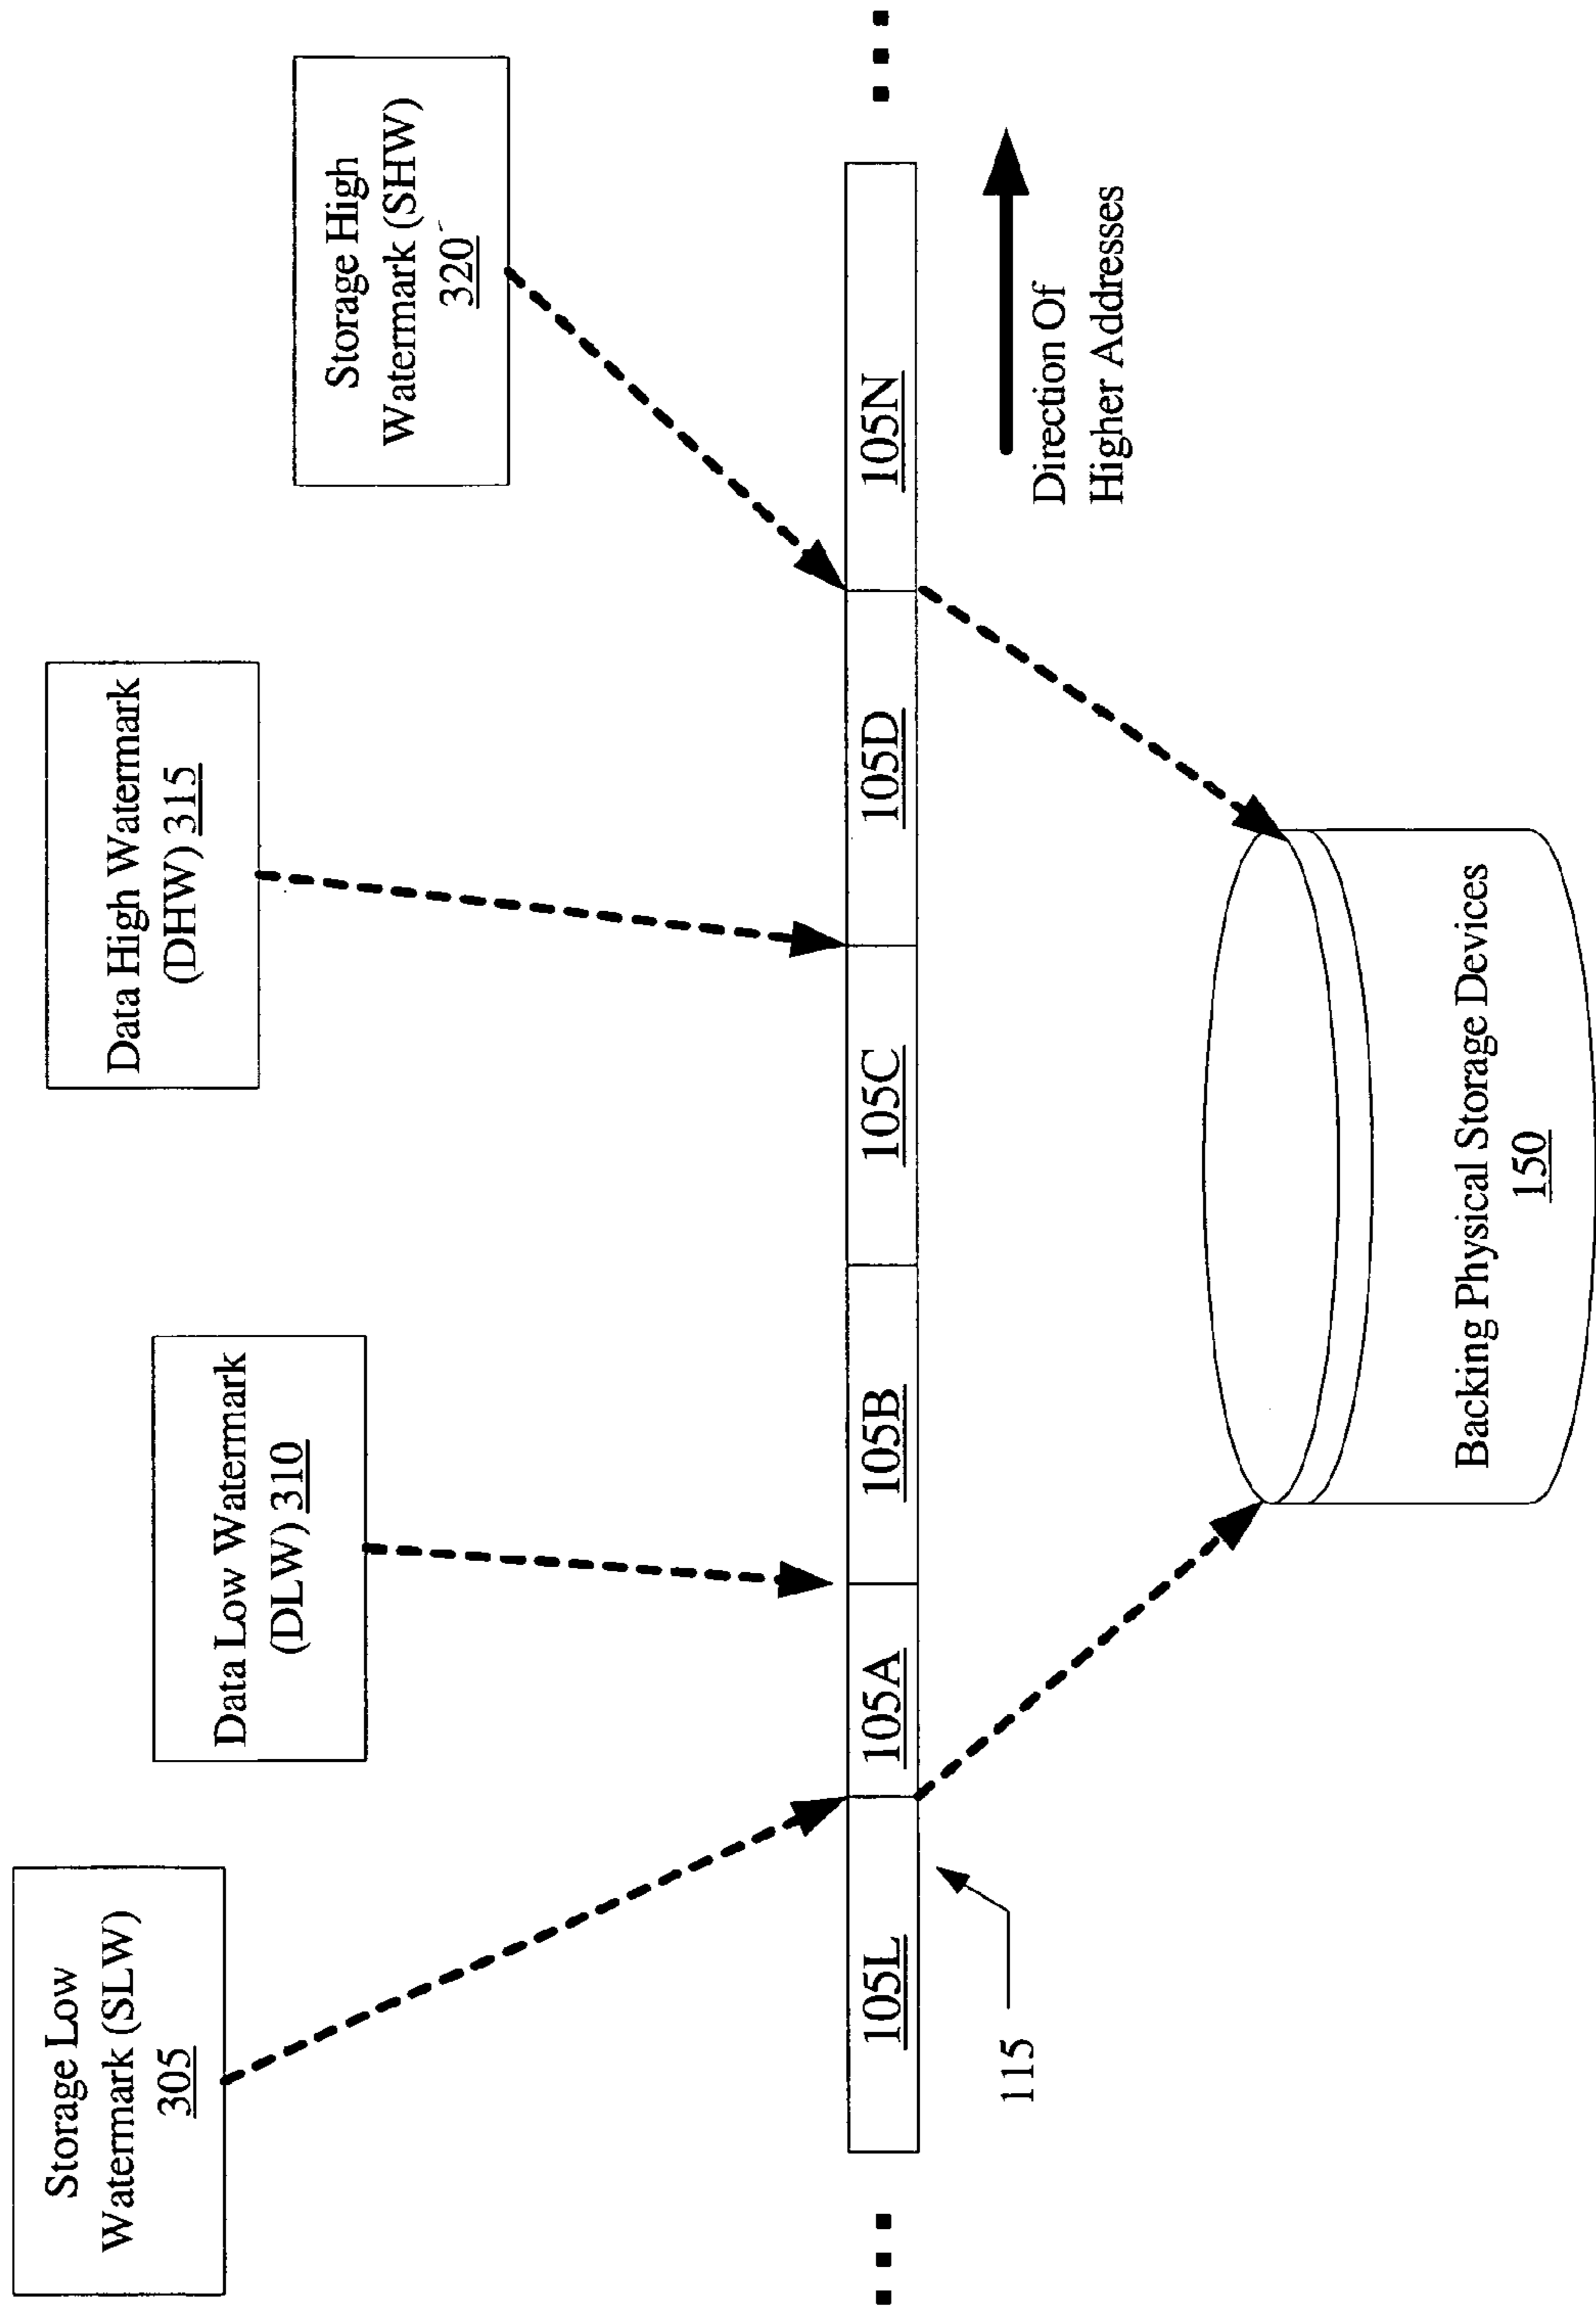 Storage Low
Watermark (SLW)
305
Data Low Watermark
(DLW) 310
Data High Watermark
(DHW) 315
Storage High
Watermark (SHW)
320
105L
105A
105B
105C
105D
105N
115
Direction Of
Higher Addresses
Backing Physical Storage Devices
150